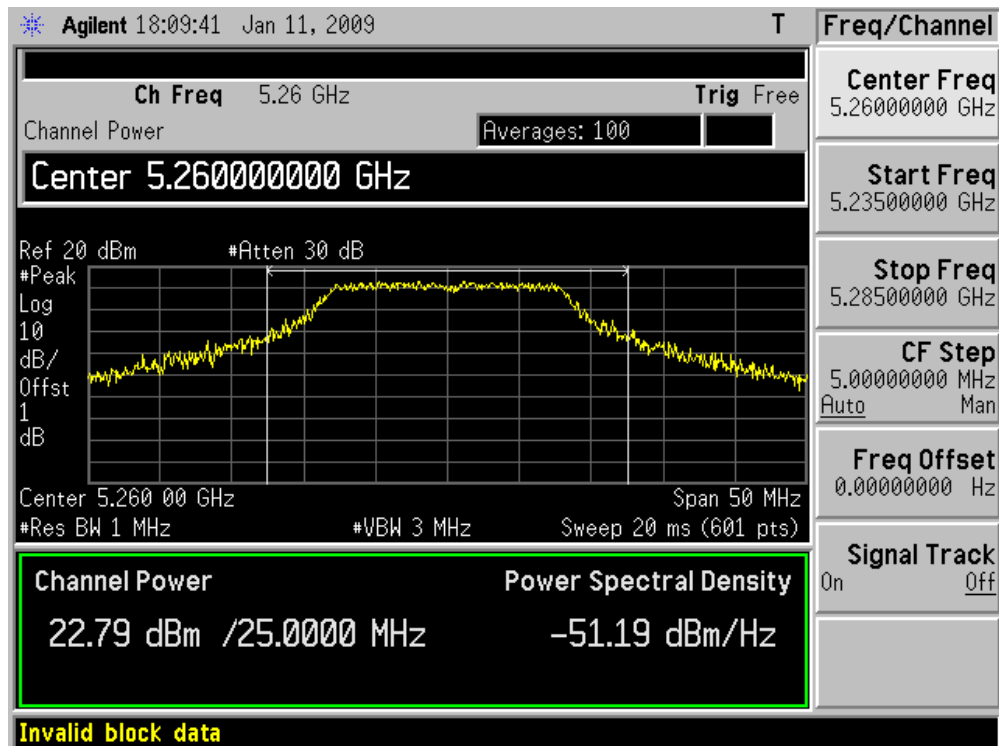 Agilent 18:09:41 Jan 11, 2009 T
Ch Freq 5.26 GHz Trig Free
Channel Power Averages: 100
Center 5.260000000 GHz
Ref 20 dBm #Atten 30 dB
#Peak
Log
10
dB/
Offst
1
dB
Center 5.260 00 GHz Span 50 MHz
#Res BW 1 MHz #VBW 3 MHz Sweep 20 ms (601 pts)
Channel Power Power Spectral Density
22.79 dBm /25.0000 MHz -51.19 dBm/Hz
Invalid block data
Freq/Channel
Center Freq
5.26000000 GHz
Start Freq
5.23500000 GHz
Stop Freq
5.28500000 GHz
CF Step
5.00000000 MHz
Auto Man
Freq Offset
0.00000000 Hz
Signal Track
On Off